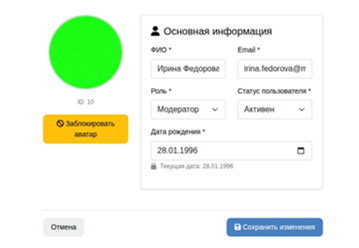 ID: 10
Заблокировать
аватар
Основная информация
ФИО *
Email *
Ирина Федорова
irina.fedorova@m
Роль *
Статус пользователя *
Модератор
Активен
Дата рождения *
28.01.1996
Текущая дата: 28.01.1996
Отмена
Сохранить изменения